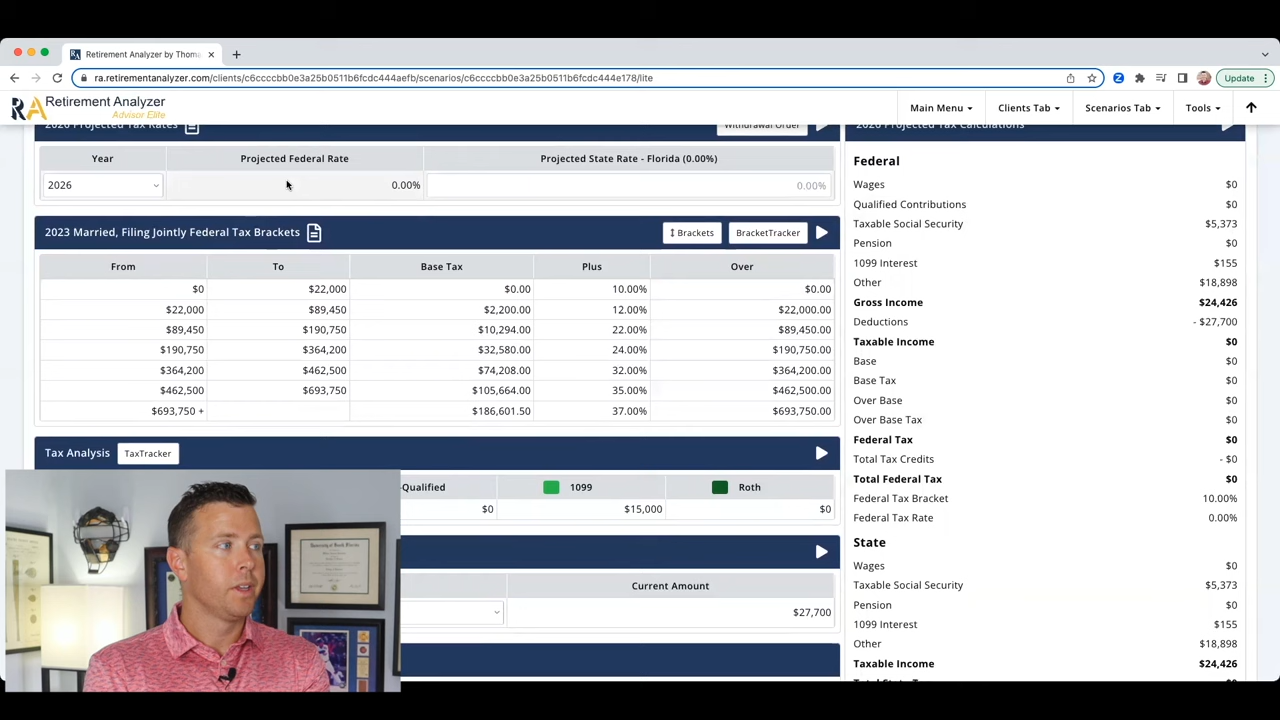 Retirement Analyzer by Thoma
ra.retirementanalyzer.com/clients/c6ccccbb0e3a25b0511b6fcdc444aefb/scenarios/c6ccccbb0e3a25b0511b6fcdc444e178/lite
Update
RA Retirement Analyzer
Advisor Elite
Main Menu
Clients Tab
Scenarios Tab
Tools
2026 Projected Tax Rates
Withdrawal Order
2026 Projected Tax Calculations
Year Projected Federal Rate Projected State Rate - Florida (0.00%)
2026 0.00% 0.00%
2023 Married, Filing Jointly Federal Tax Brackets
Brackets
BracketTracker
From To Base Tax Plus Over
$0 $22,000 $0.00 10.00% $0.00
$22,000 $89,450 $2,200.00 12.00% $22,000.00
$89,450 $190,750 $10,294.00 22.00% $89,450.00
$190,750 $364,200 $32,580.00 24.00% $190,750.00
$364,200 $462,500 $74,208.00 32.00% $364,200.00
$462,500 $693,750 $105,664.00 35.00% $462,500.00
$693,750 + $186,601.50 37.00% $693,750.00
Tax Analysis
TaxTracker
-Qualified 1099 Roth
$0 $15,000 $0
Current Amount
$27,700
Federal
Wages $0
Qualified Contributions $0
Taxable Social Security $5,373
Pension $0
1099 Interest $155
Other $18,898
Gross Income $24,426
Deductions - $27,700
Taxable Income $0
Base $0
Base Tax $0
Over Base $0
Over Base Tax $0
Federal Tax $0
Total Tax Credits - $0
Total Federal Tax $0
Federal Tax Bracket 10.00%
Federal Tax Rate 0.00%
State
Wages $0
Taxable Social Security $5,373
Pension $0
1099 Interest $155
Other $18,898
Taxable Income $24,426